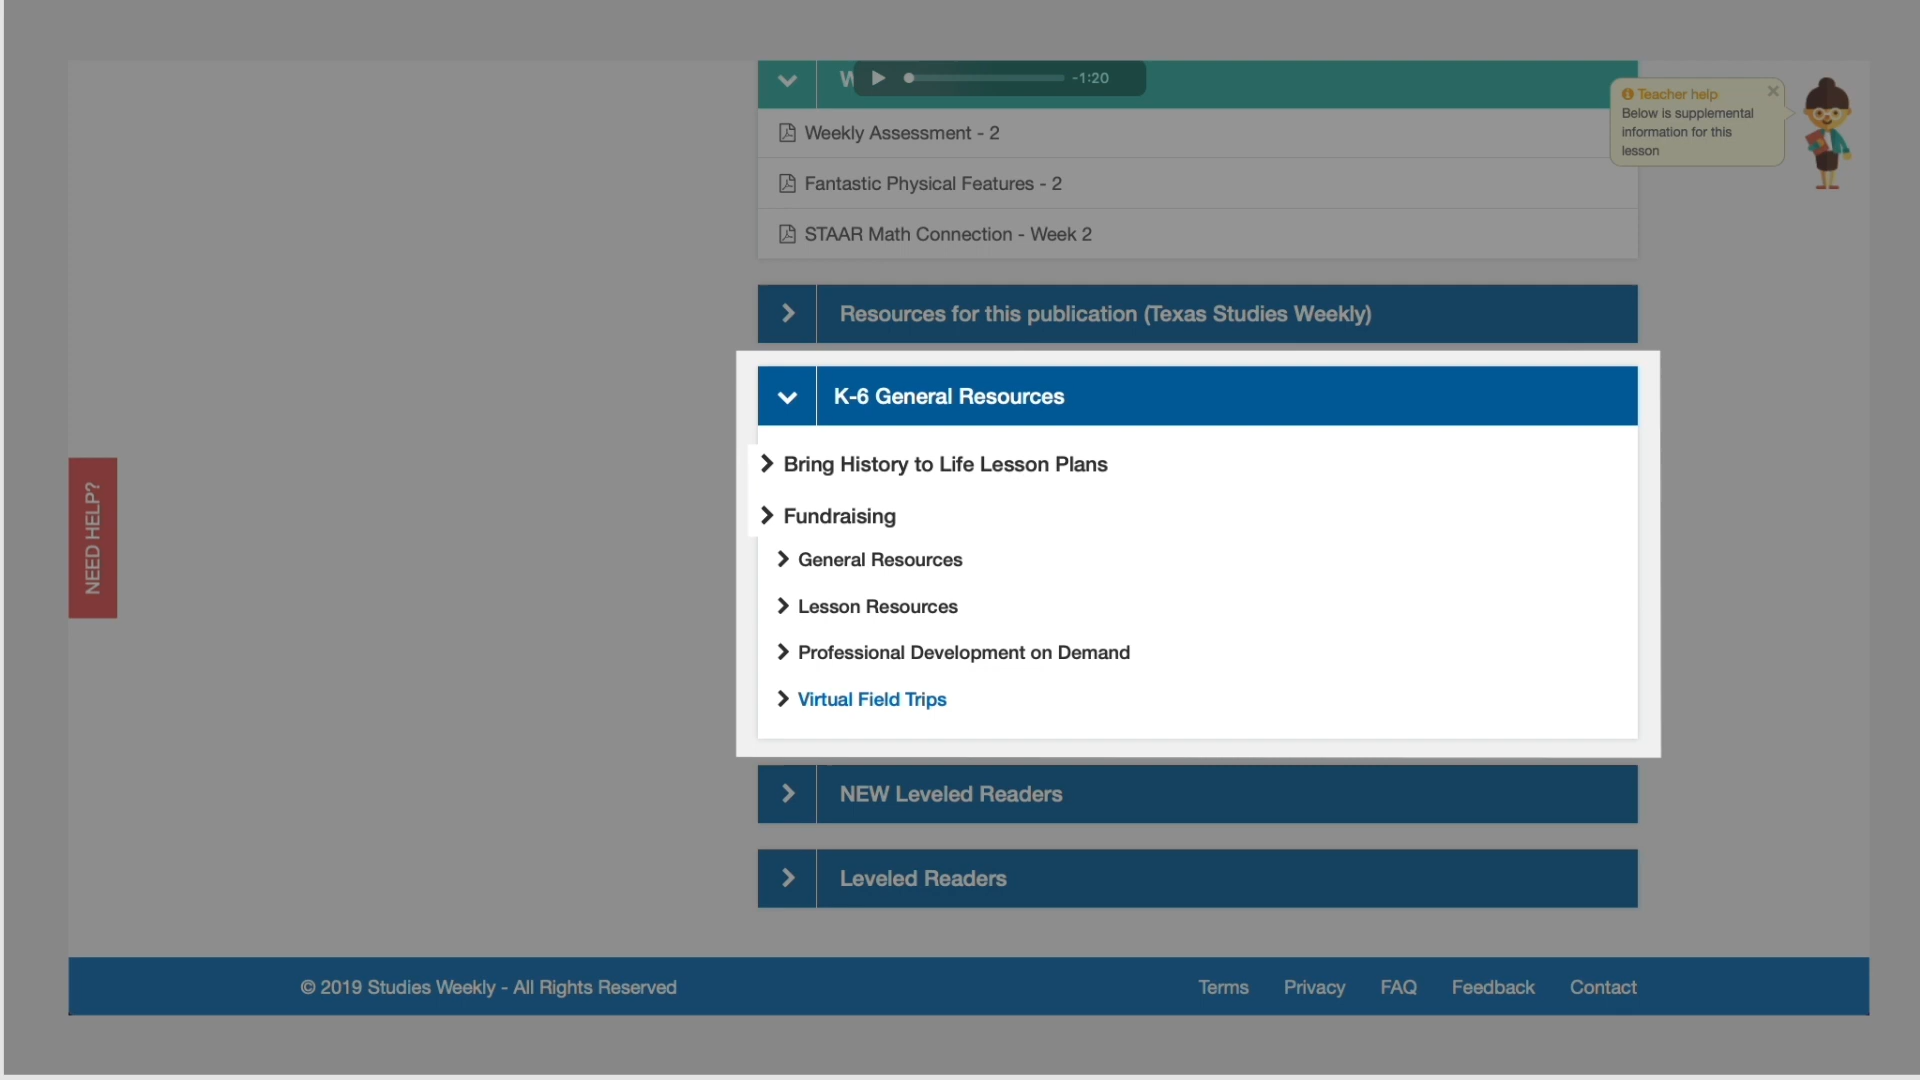 -1:20
Teacher help
Below is supplemental
information for this
lesson
Weekly Assessment - 2
Fantastic Physical Features - 2
STAAR Math Connection - Week 2
Resources for this publication (Texas Studies Weekly)
K-6 General Resources
Bring History to Life Lesson Plans
Fundraising
General Resources
Lesson Resources
Professional Development on Demand
Virtual Field Trips
NEED HELP?
NEW Leveled Readers
Leveled Readers
© 2019 Studies Weekly - All Rights Reserved
Terms Privacy FAQ Feedback Contact